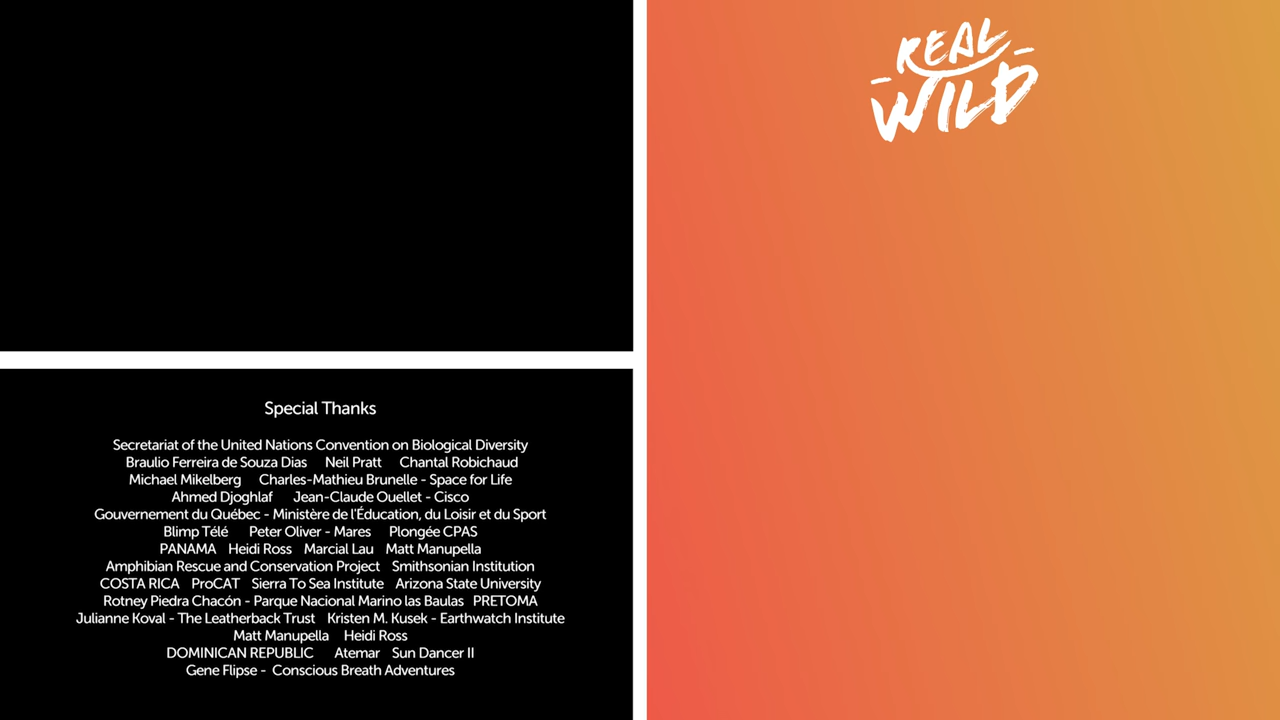 REAL
WILD
Special Thanks
Secretariat of the United Nations Convention on Biological Diversity
Braulio Ferreira de Souza Dias Neil Pratt Chantal Robichaud
Michael Mikelberg Charles-Mathieu Brunelle - Space for Life
Ahmed Djoghlaf Jean-Claude Ouellet - Cisco
Gouvernement du Québec - Ministère de l'Éducation, du Loisir et du Sport
Blimp Télé Peter Oliver - Mares Plongée CPAS
PANAMA Heidi Ross Marcial Lau Matt Manupella
Amphibian Rescue and Conservation Project Smithsonian Institution
COSTA RICA ProCAT Sierra To Sea Institute Arizona State University
Rotney Piedra Chacón - Parque Nacional Marino las Baulas PRETOMA
Julianne Koval - The Leatherback Trust Kristen M. Kusek - Earthwatch Institute
Matt Manupella Heidi Ross
DOMINICAN REPUBLIC Atemar Sun Dancer II
Gene Flipse - Conscious Breath Adventures